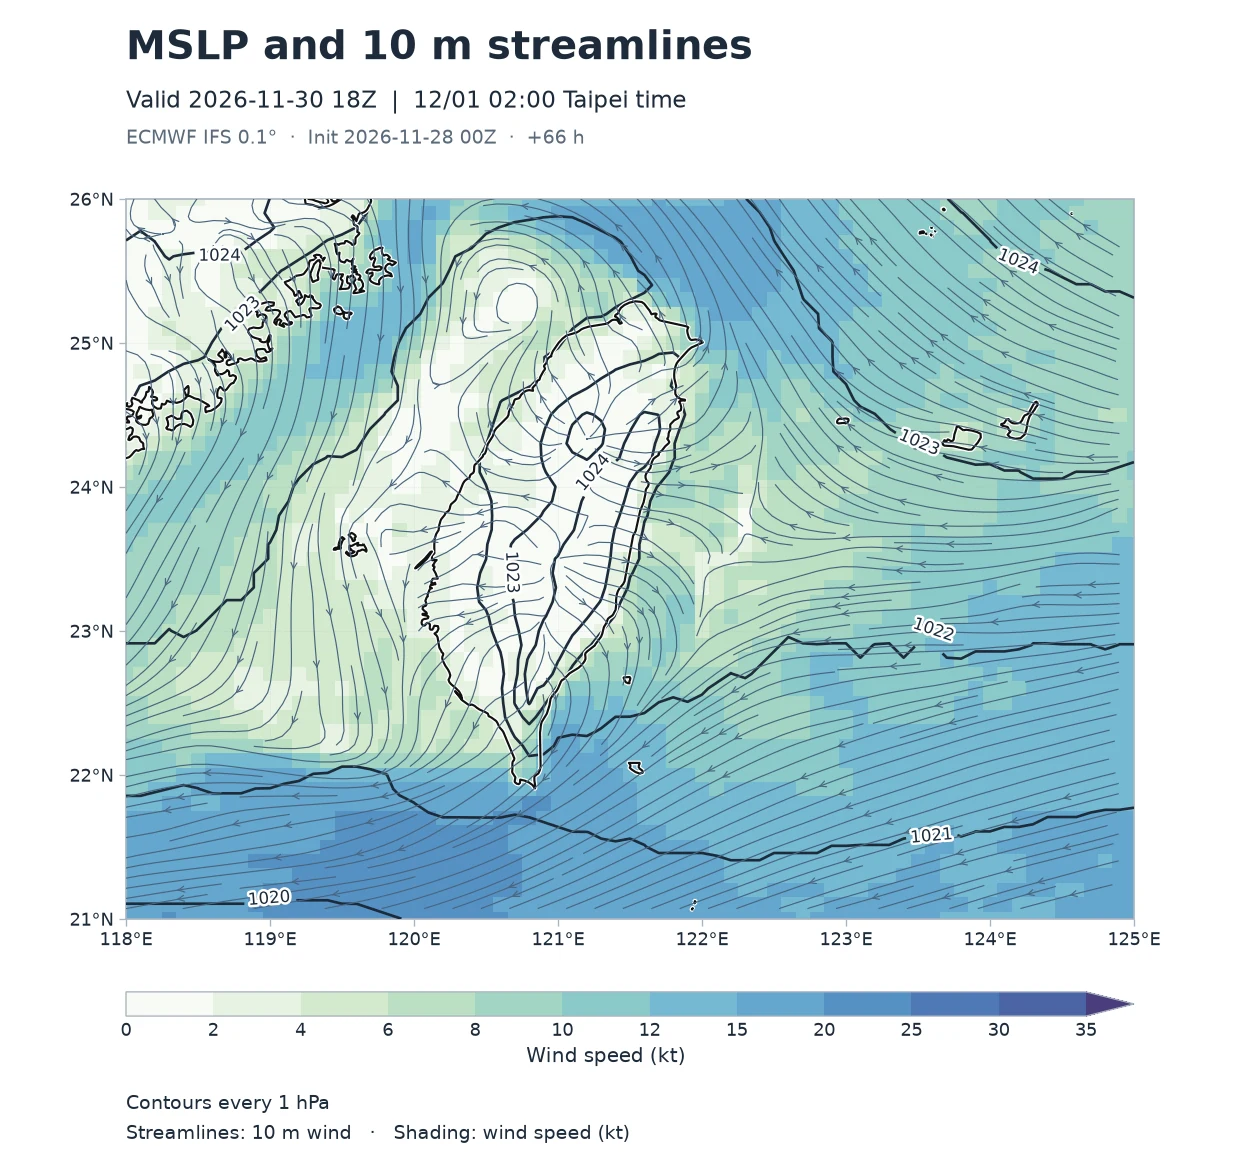 MSLP and 10 m streamlines
Valid 2026-11-30 18Z | 12/01 02:00 Taipei time
ECMWF IFS 0.1° · Init 2026-11-28 00Z · +66 h
26°N
25°N
24°N
23°N
22°N
21°N
1024
1023
1024
1023
1024
1023
1022
1021
1020
118°E 119°E 120°E 121°E 122°E 123°E 124°E 125°E
0 2 4 6 8 10 12 15 20 25 30 35
Wind speed (kt)
Contours every 1 hPa
Streamlines: 10 m wind · Shading: wind speed (kt)